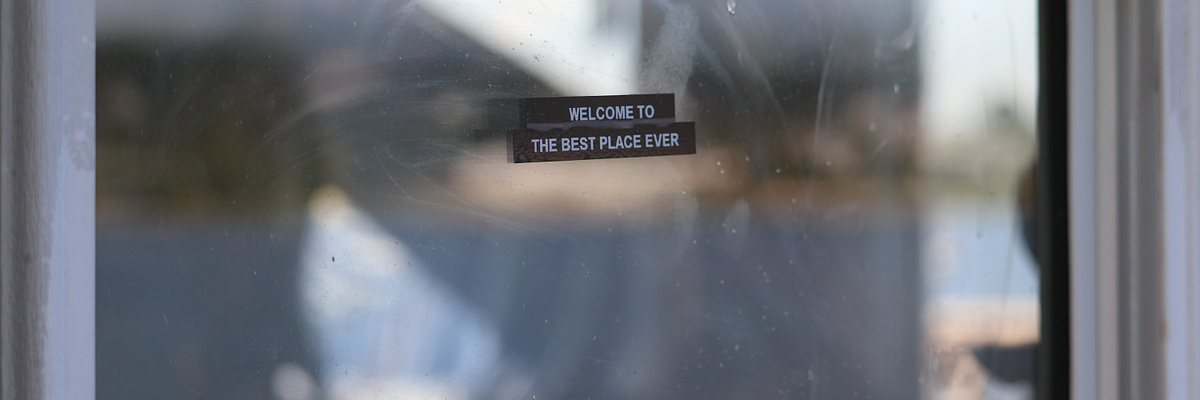 WELCOME TO
THE BEST PLACE EVER